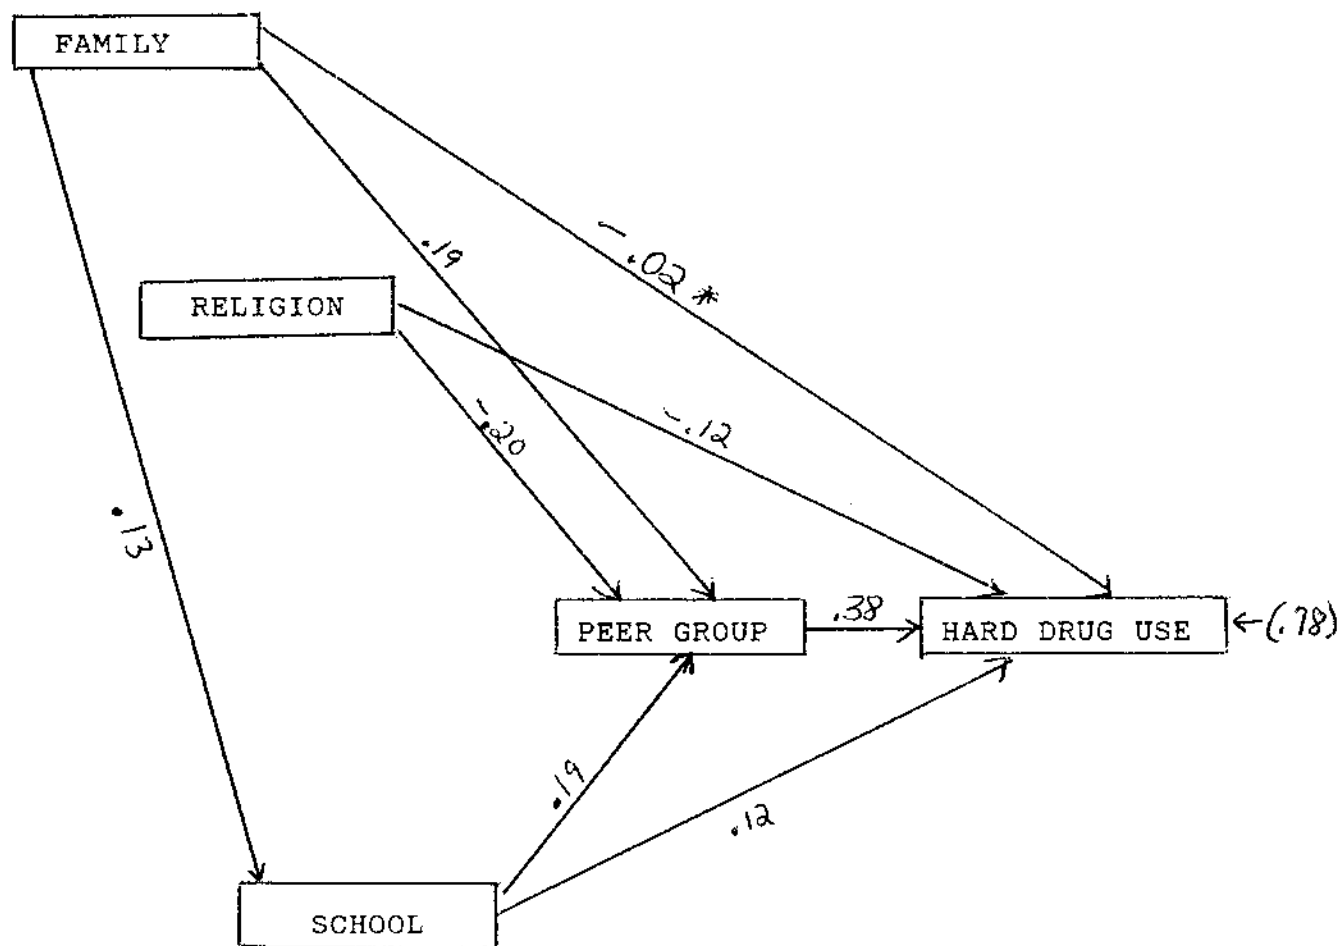 FAMILY
.19
-.02 *
RELIGION
-.20
-.12
.13
PEER GROUP
.38
HARD DRUG USE
(.78)
.19
.12
SCHOOL